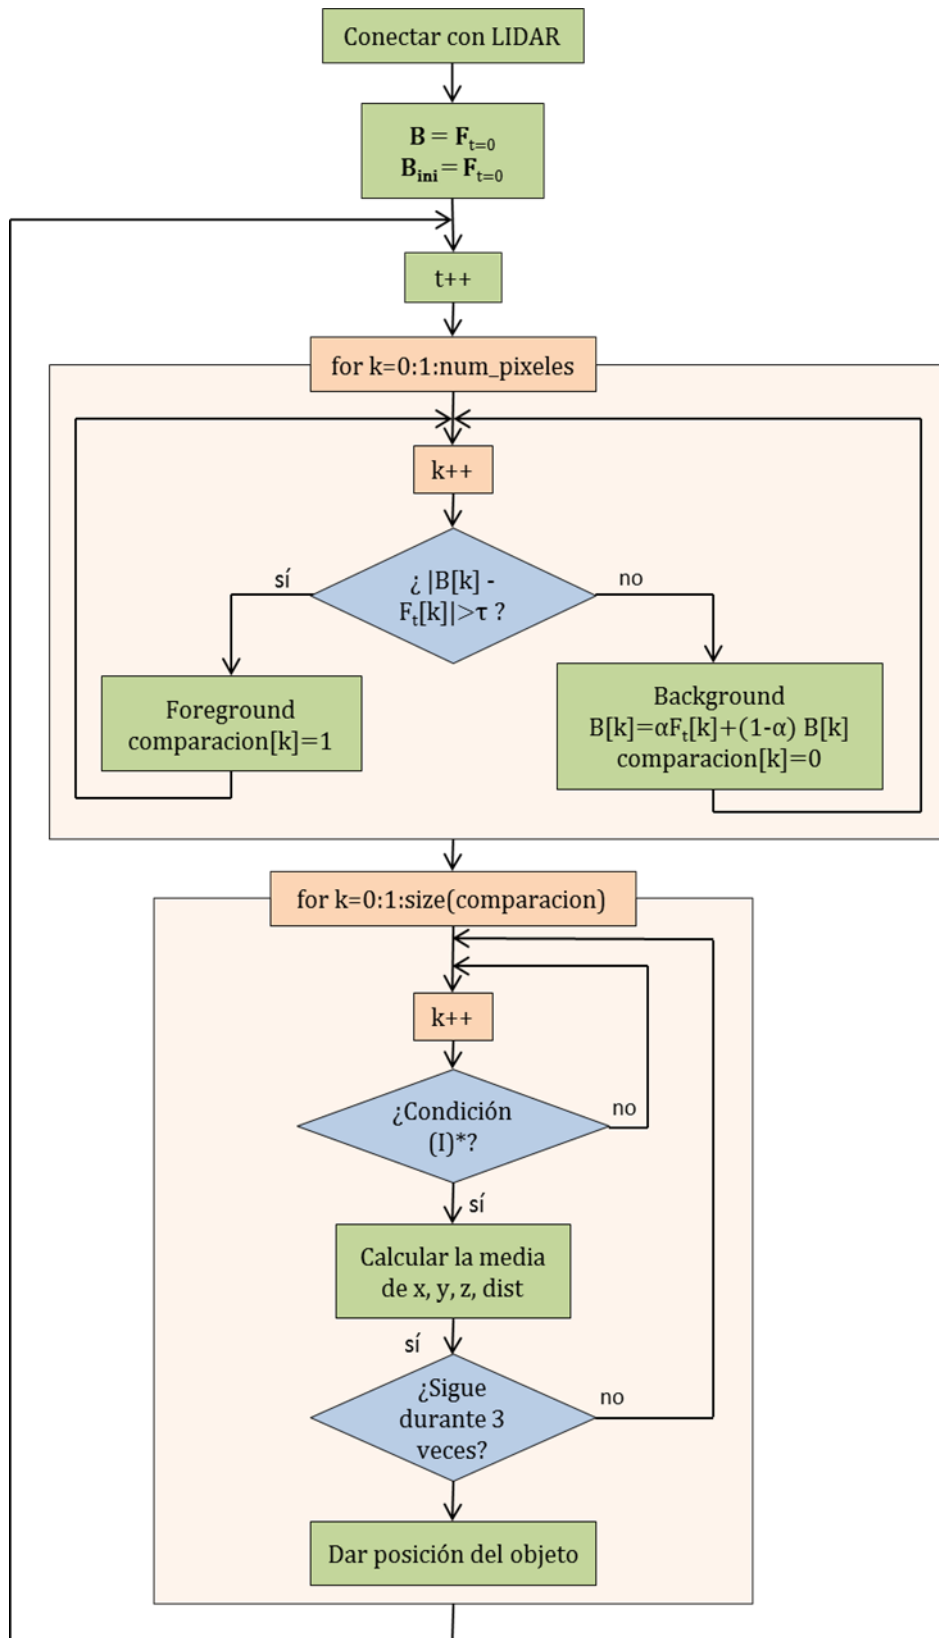 Conectar con LIDAR
B = Fₜ₌₀
Bᵢₙᵢ = Fₜ₌₀
t++
for k=0:1:num_pixeles
k++
sí
¿ |B[k] -
Fₜ[k]|>τ ?
no
Foreground
comparacion[k]=1
Background
B[k]=αFₜ[k]+(1-α) B[k]
comparacion[k]=0
for k=0:1:size(comparacion)
k++
¿Condición
(I)*?
no
sí
Calcular la media
de x, y, z, dist
sí
¿Sigue
durante 3
veces?
no
Dar posición del objeto